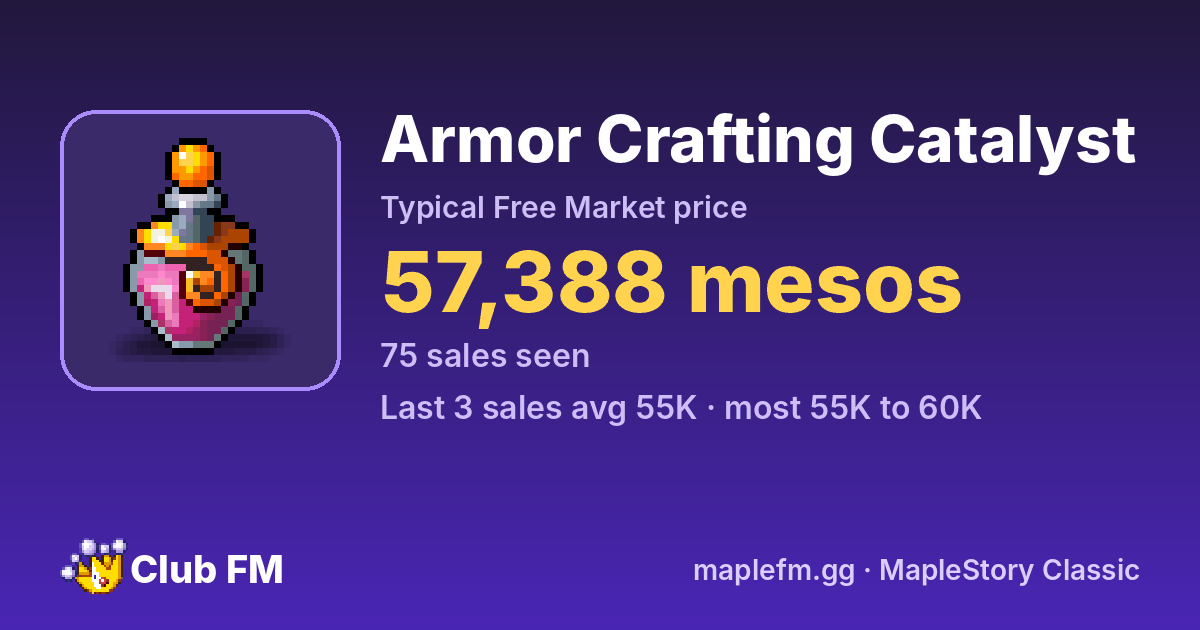 Armor Crafting Catalyst
Typical Free Market price
57,388 mesos
75 sales seen
Last 3 sales avg 55K · most 55K to 60K
Club FM
maplefm.gg · MapleStory Classic